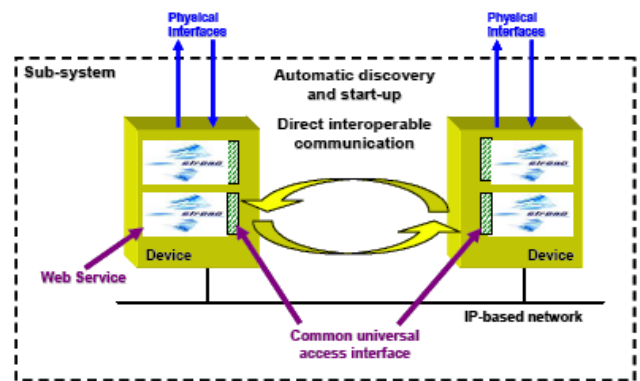 Physical
Interfaces
Physical
Interfaces
Sub-system
Automatic discovery
and start-up
Direct interoperable
communication
Device
Device
Web Service
IP-based network
Common universal
access interface